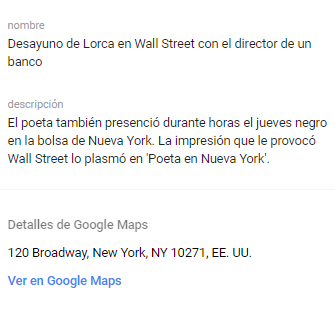 nombre
Desayuno de Lorca en Wall Street con el director de un
banco
descripción
El poeta también presenció durante horas el jueves negro
en la bolsa de Nueva York. La impresión que le provocó
Wall Street lo plasmó en 'Poeta en Nueva York'.
Detalles de Google Maps
120 Broadway, New York, NY 10271, EE. UU.
Ver en Google Maps